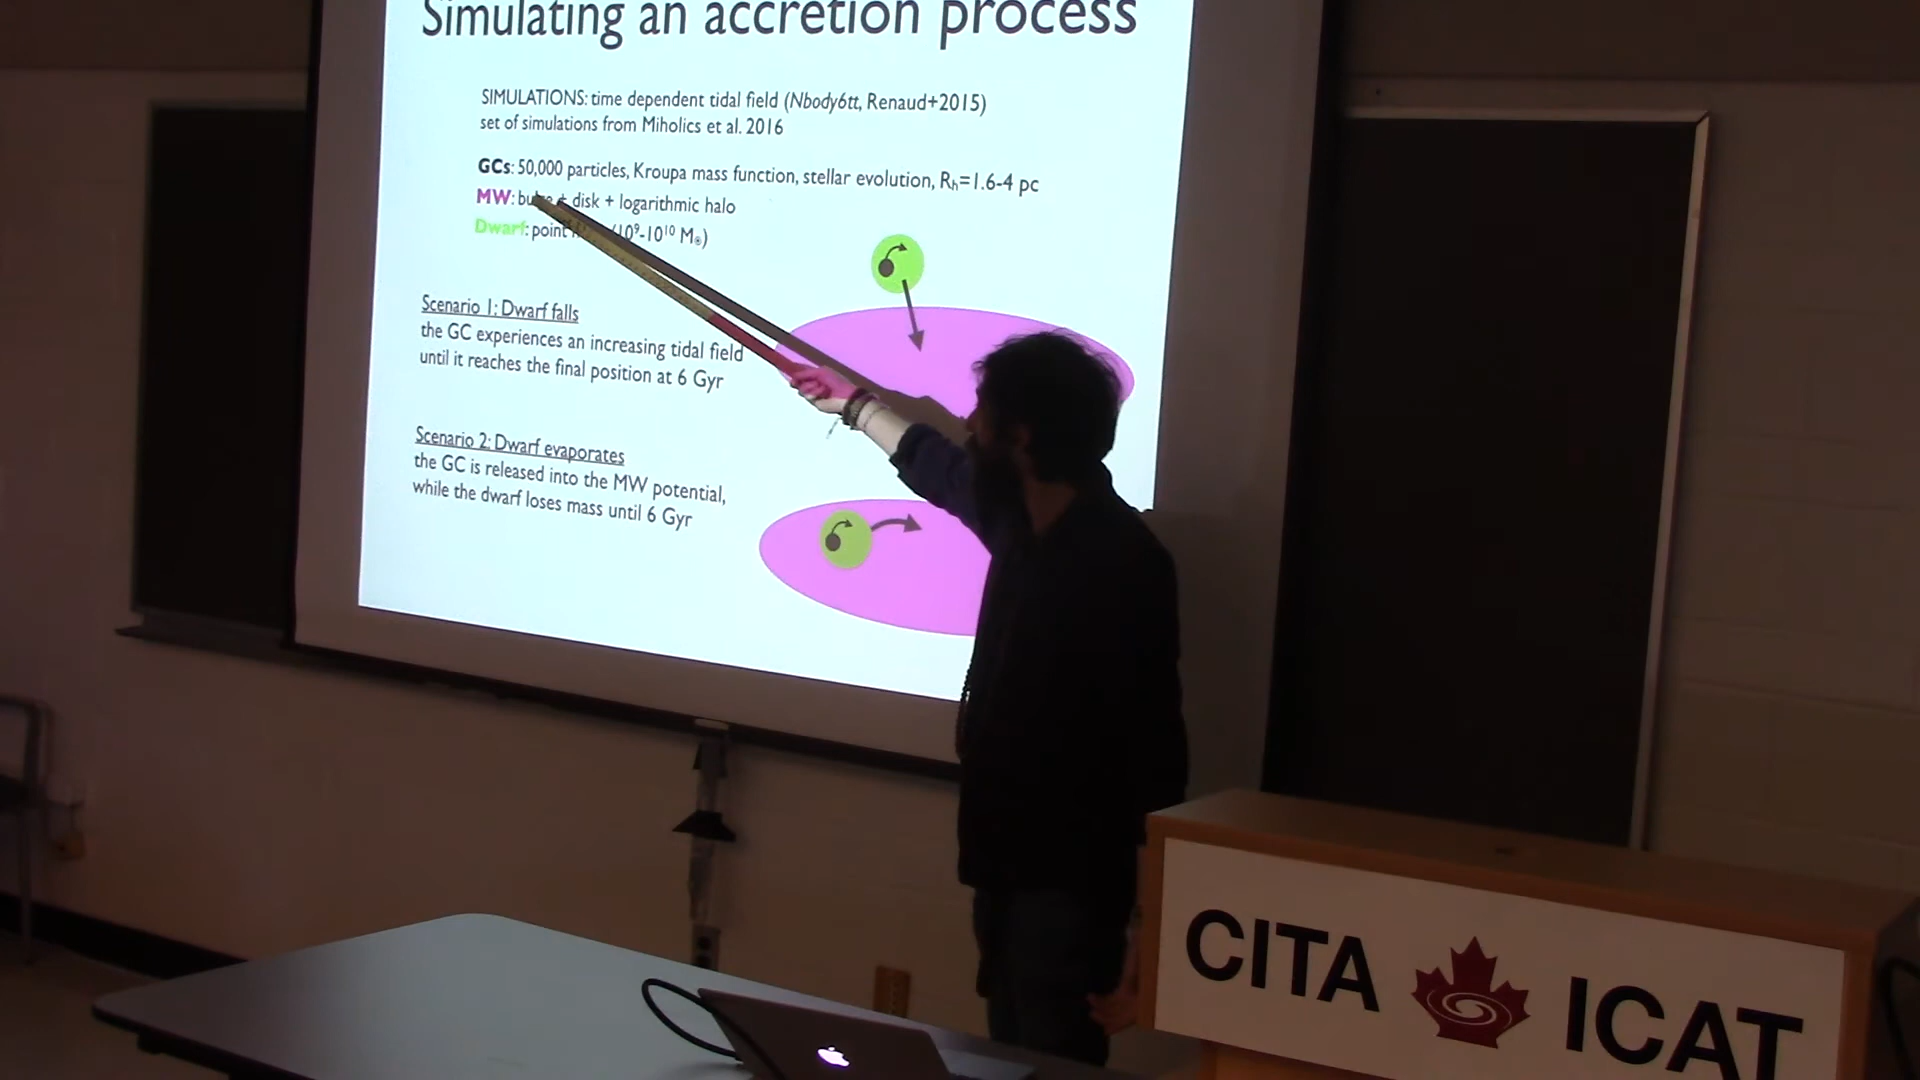 Simulating an accretion process
SIMULATIONS: time dependent tidal field (Nbody6tt, Renaud+2015)
set of simulations from Miholics et al. 2016
GCs: 50,000 particles, Kroupa mass function, stellar evolution, Rₕ=1.6-4 pc
MW: disk + logarithmic halo
Dwarf: point (10⁹-10¹⁰ M⊙)
Scenario 1: Dwarf falls
the GC experiences an increasing tidal field
until it reaches the final position at 6 Gyr
Scenario 2: Dwarf evaporates
the GC is released into the MW potential,
while the dwarf loses mass until 6 Gyr
CITA ICAT